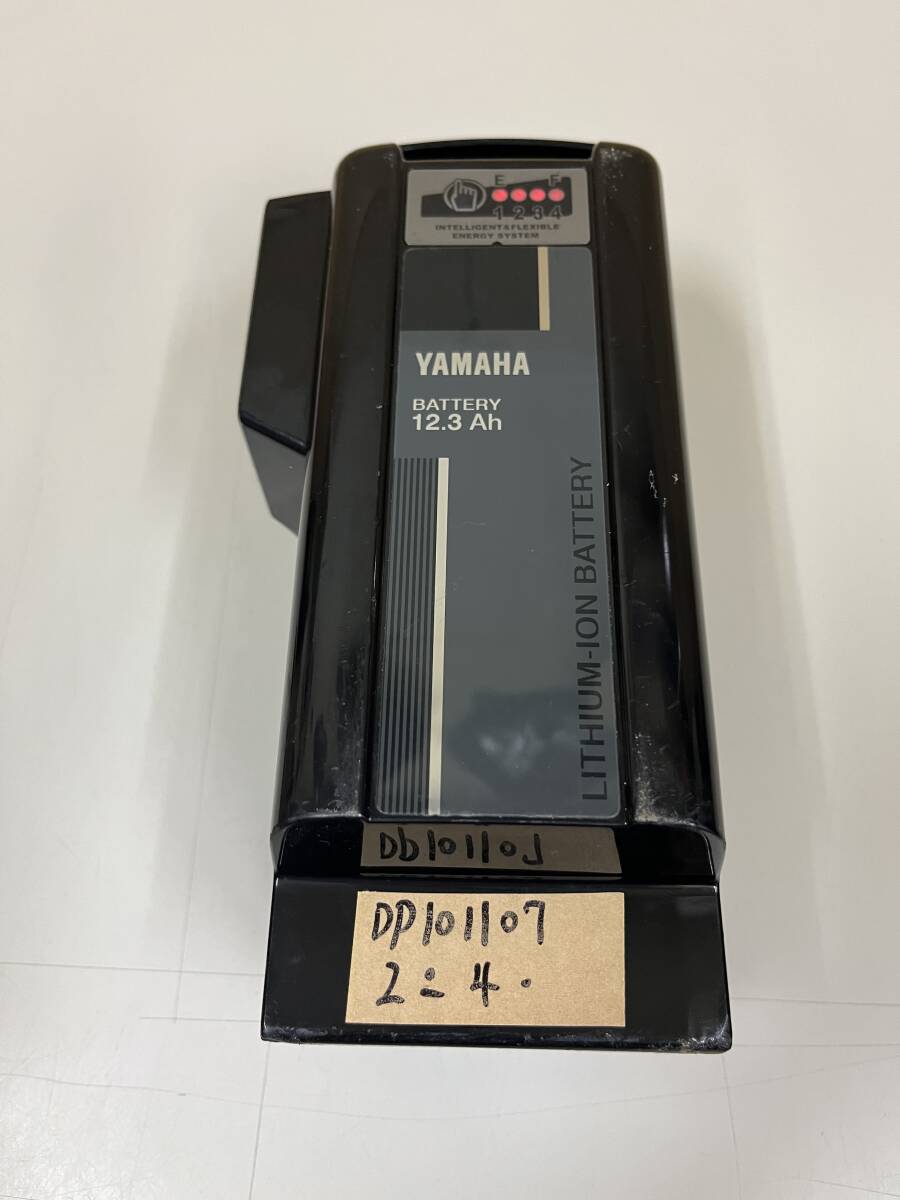 E F
1 2 3 4
INTELLIGENT&FLEXIBLE
ENERGY SYSTEM
YAMAHA
BATTERY
12.3 Ah
LITHIUM-ION BATTERY
DP101107
2-4.